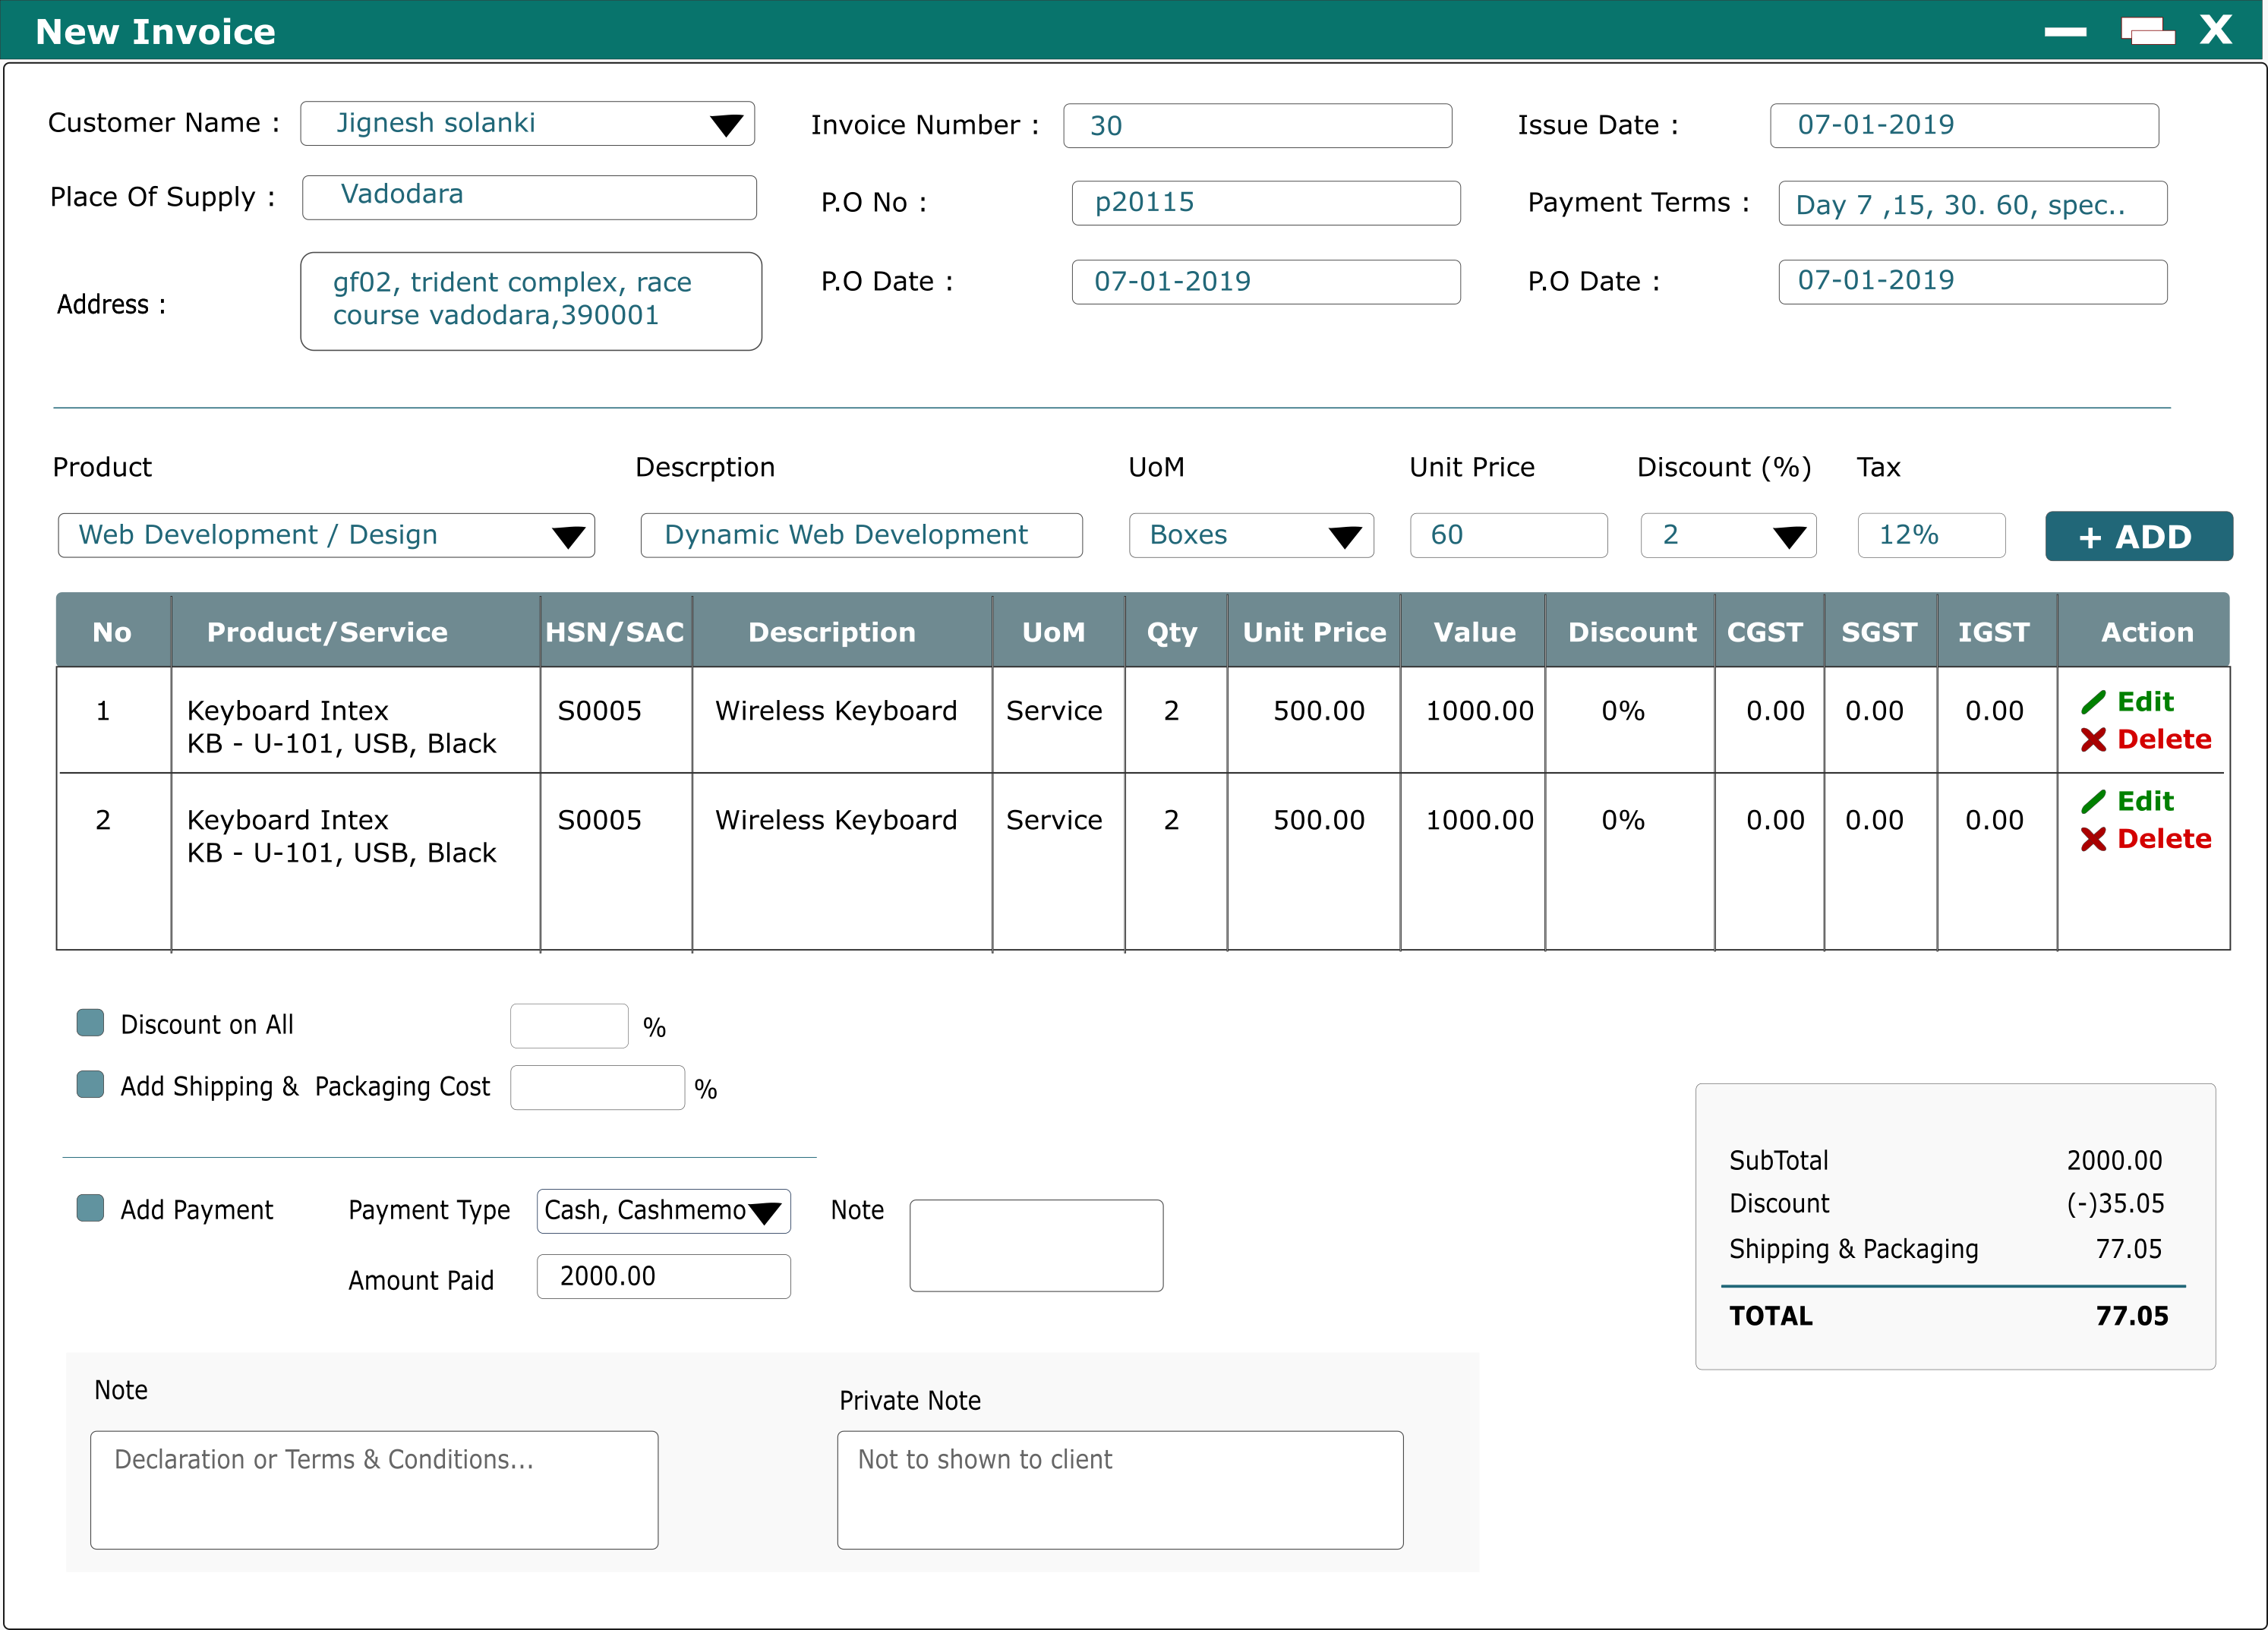 New Invoice
X
Customer Name :
Jignesh solanki
Invoice Number :
30
Issue Date :
07-01-2019
Place Of Supply :
Vadodara
P.O No :
p20115
Payment Terms :
Day 7 ,15, 30. 60, spec..
Address :
gf02, trident complex, race
course vadodara,390001
P.O Date :
07-01-2019
P.O Date :
07-01-2019
Product
Descrption
UoM
Unit Price
Discount (%)
Tax
Web Development / Design
Dynamic Web Development
Boxes
60
2
12%
+ ADD
No
Product/Service
HSN/SAC
Description
UoM
Qty
Unit Price
Value
Discount
CGST
SGST
IGST
Action
1
Keyboard Intex
KB - U-101, USB, Black
S0005
Wireless Keyboard
Service
2
500.00
1000.00
0%
0.00
0.00
0.00
Edit
Delete
2
Keyboard Intex
KB - U-101, USB, Black
S0005
Wireless Keyboard
Service
2
500.00
1000.00
0%
0.00
0.00
0.00
Edit
Delete
Discount on All
%
Add Shipping & Packaging Cost
%
Add Payment
Payment Type
Cash, Cashmemo
Note
Amount Paid
2000.00
SubTotal
2000.00
Discount
(-)35.05
Shipping & Packaging
77.05
TOTAL
77.05
Note
Declaration or Terms & Conditions...
Private Note
Not to shown to client